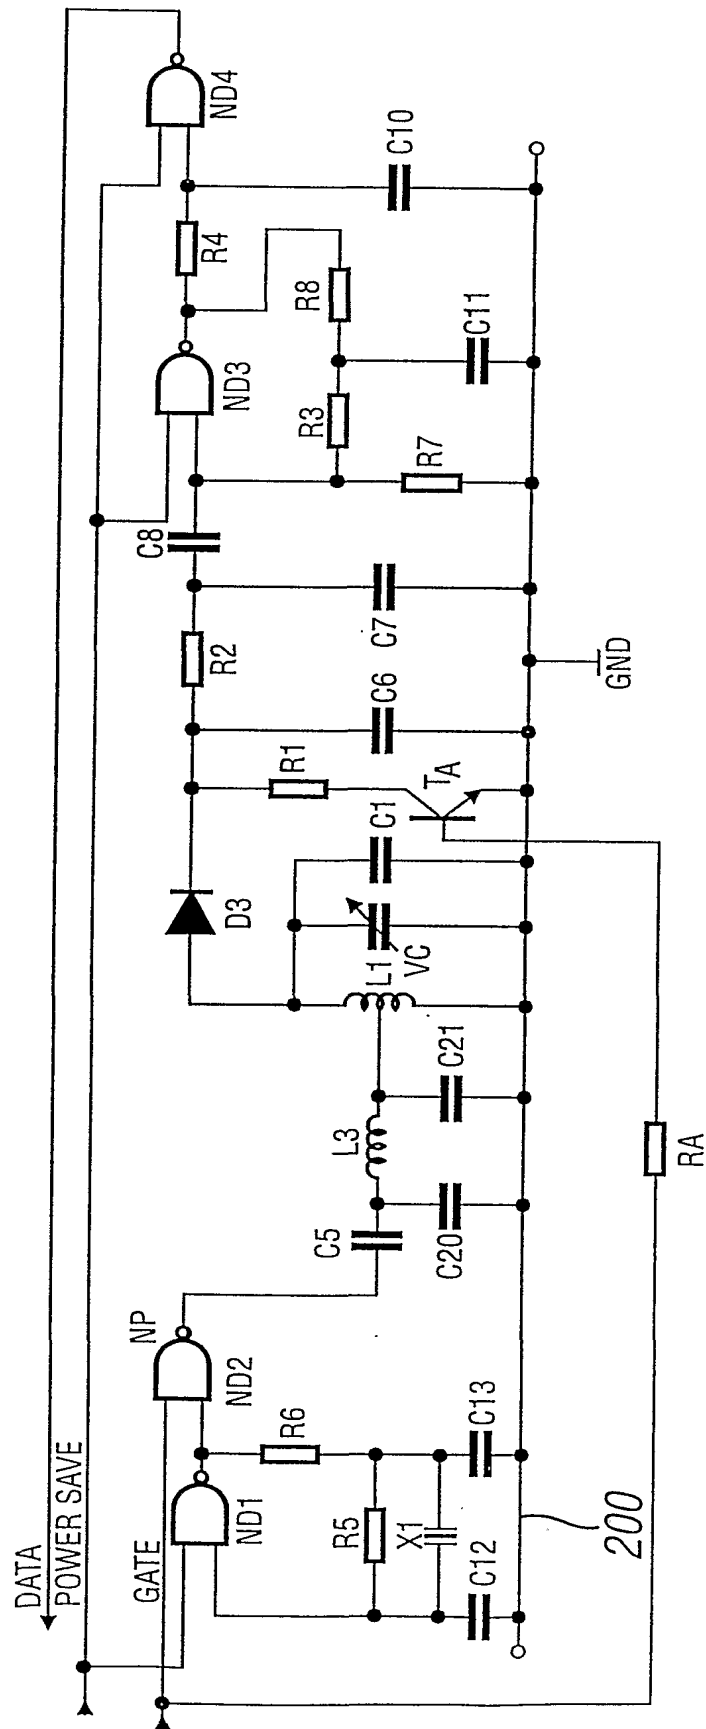 DATA
POWER SAVE
GATE
ND1
ND2
NP
R6
R5
X1
C12
C13
200
C5
C20
L3
C21
L1
VC
C1
D3
TA
R1
RA
C6
R2
C7
GND
C8
ND3
R3
R7
R8
C11
R4
C10
ND4